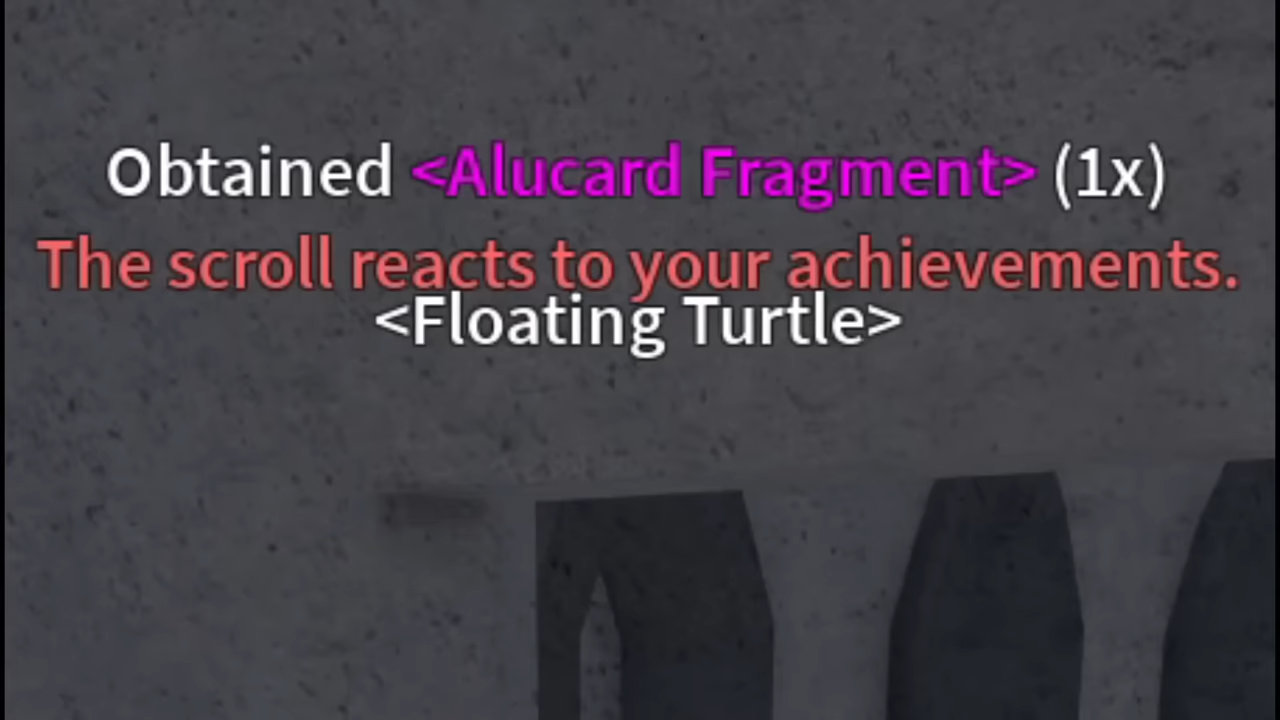 Obtained <Alucard Fragment> (1x)
The scroll reacts to your achievements.
<Floating Turtle>